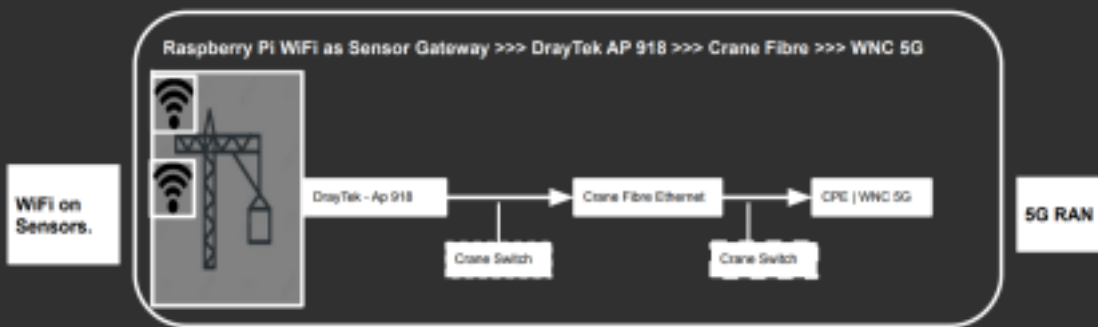 Raspberry Pi WiFi as Sensor Gateway >>> DrayTek AP 918 >>> Crane Fibre >>> WNC 5G
WiFi on
Sensors.
DrayTek - Ap 918
Crane Fibre Ethernet
CPE | WNC 5G
5G RAN
Crane Switch
Crane Switch